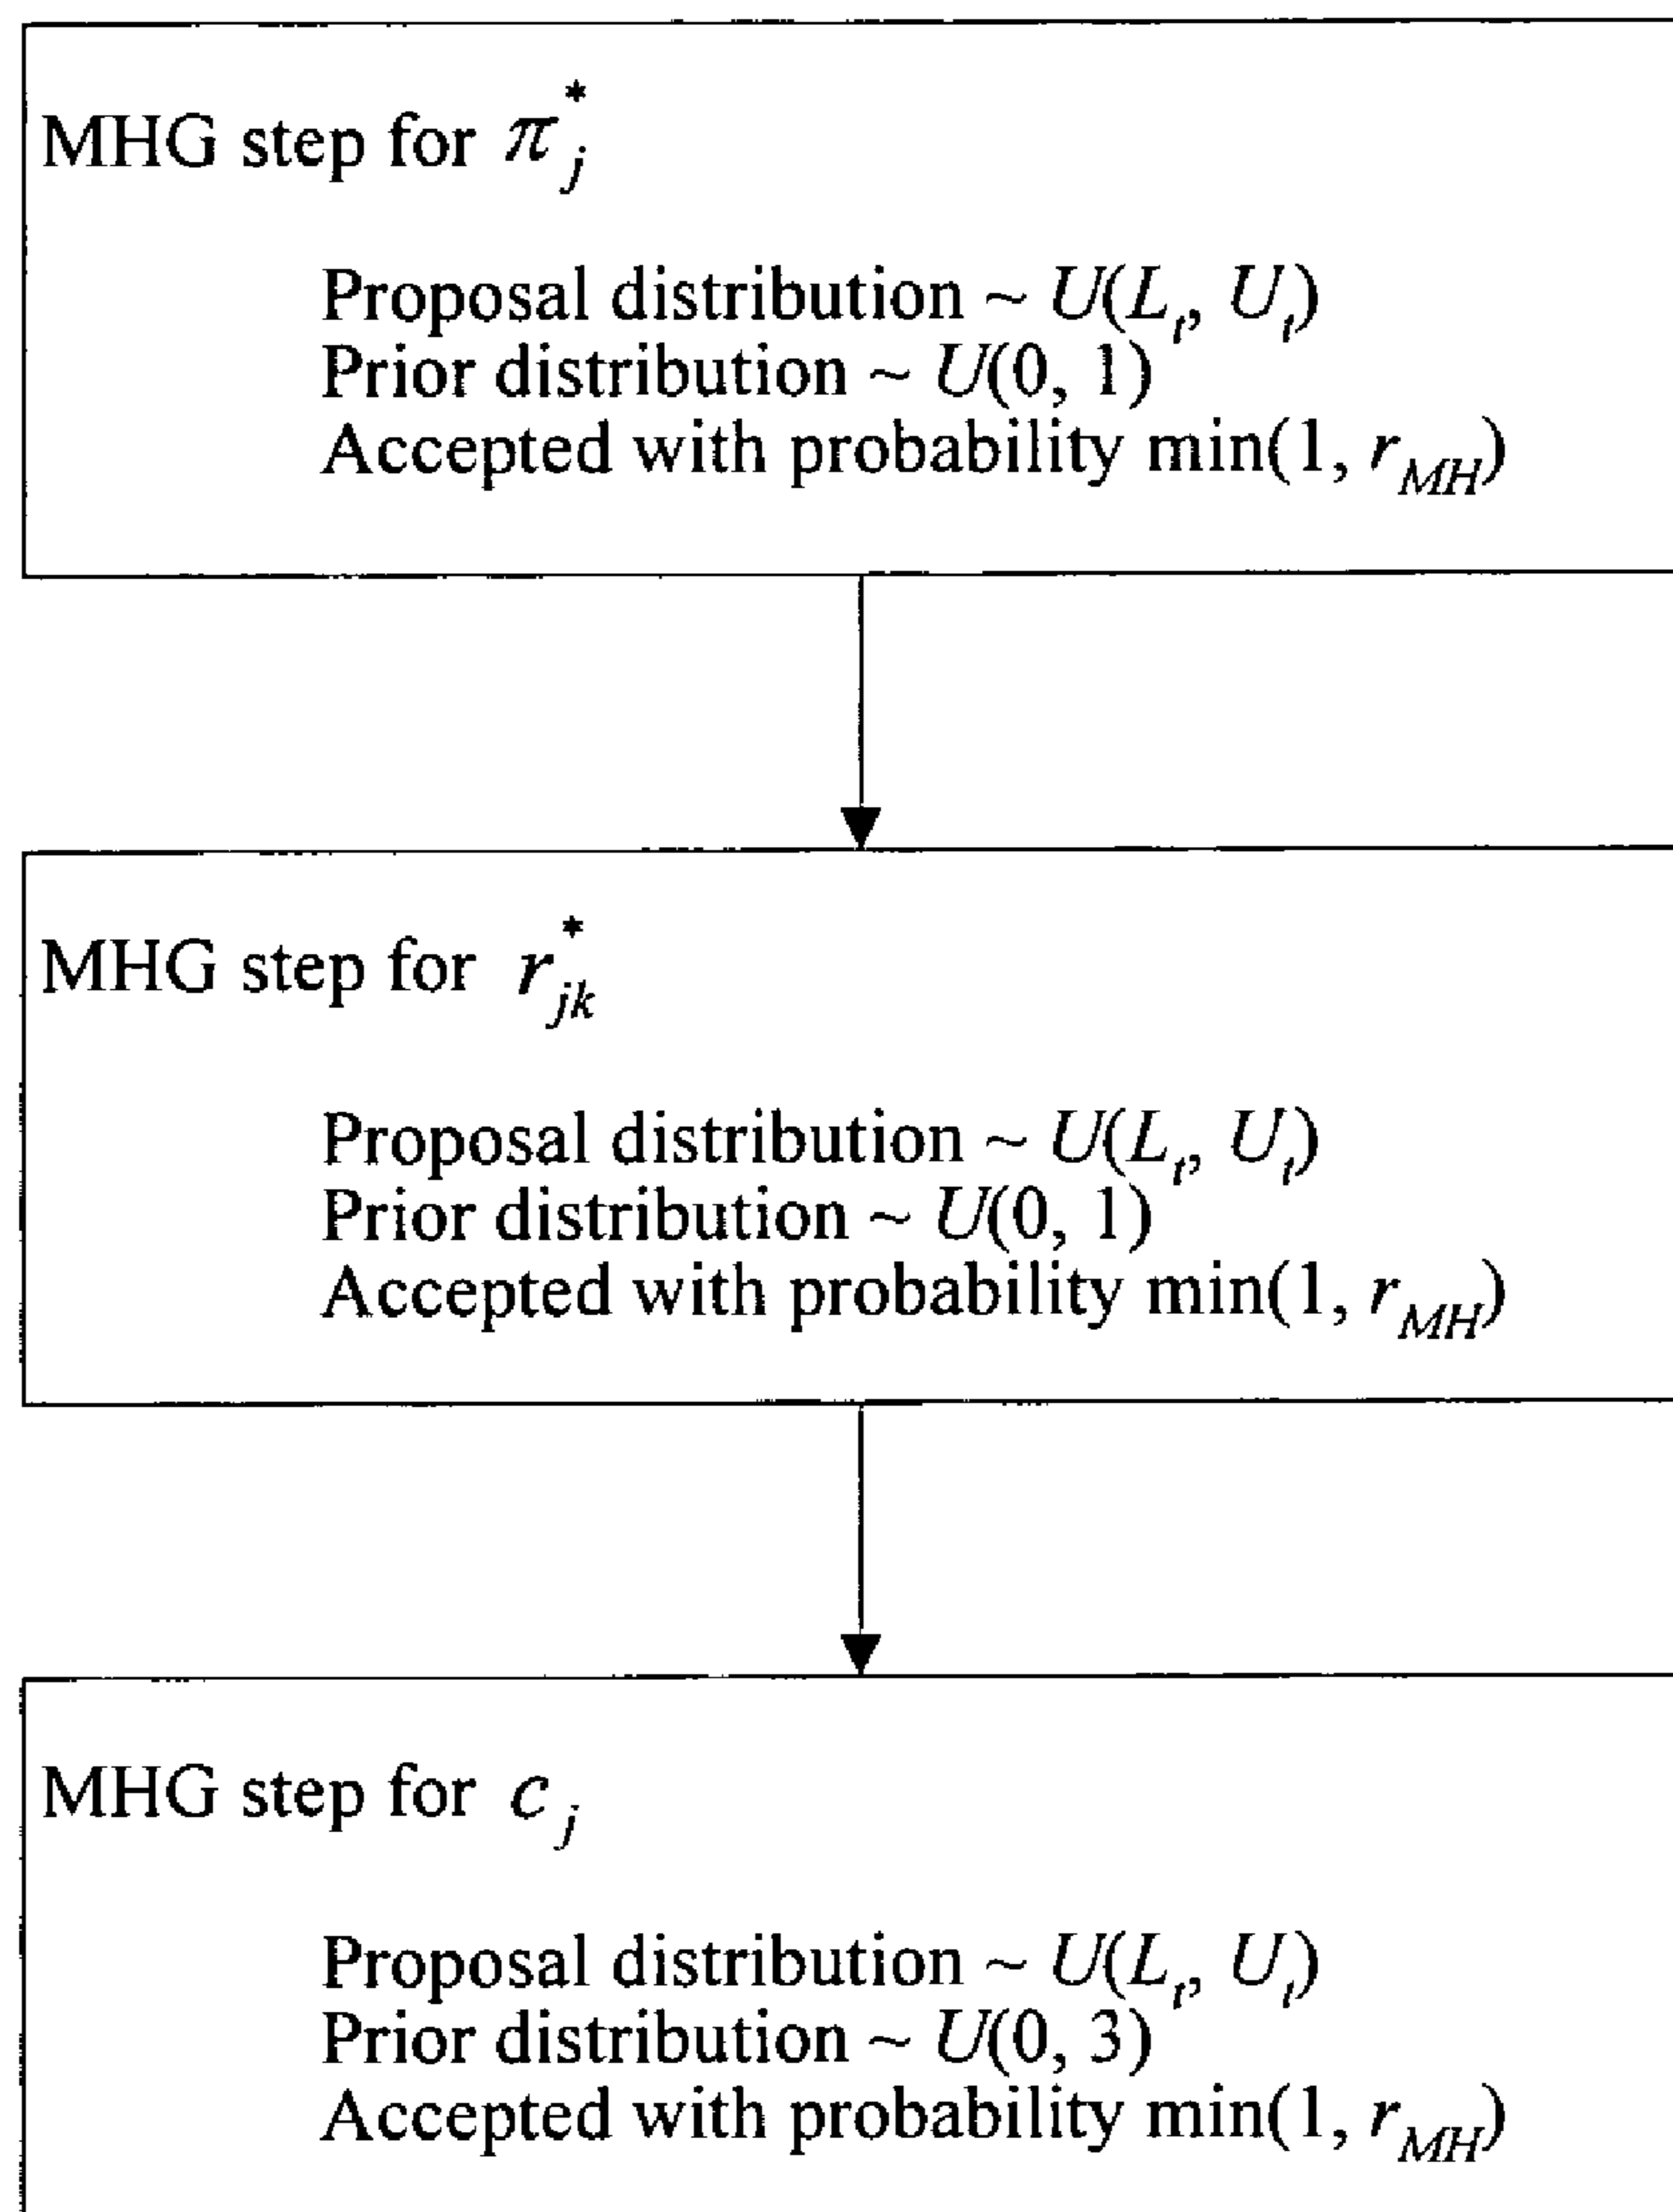 MHG step for π*j
Proposal distribution ~ U(Lt, Ut)
Prior distribution ~ U(0, 1)
Accepted with probability min(1, rMH)
MHG step for r*jk
Proposal distribution ~ U(Lt, Ut)
Prior distribution ~ U(0, 1)
Accepted with probability min(1, rMH)
MHG step for cj
Proposal distribution ~ U(Lt, Ut)
Prior distribution ~ U(0, 3)
Accepted with probability min(1, rMH)